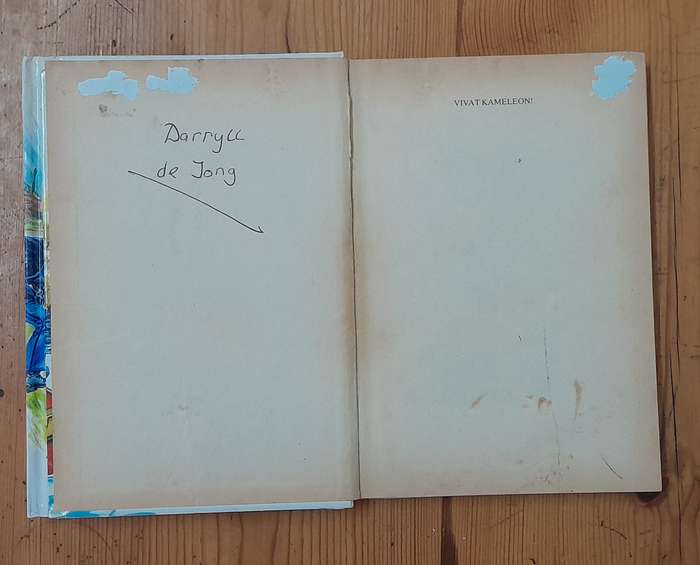 Darryll
de Jong
VIVAT KAMELEON!